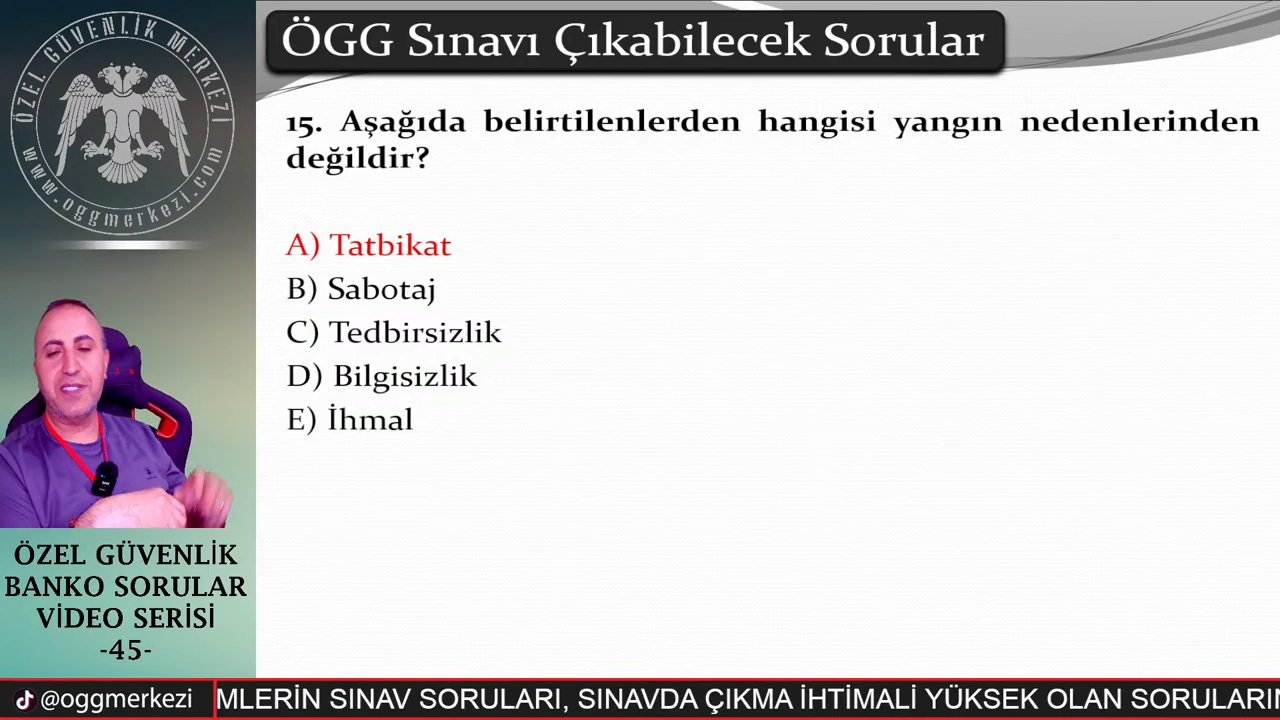 ÖGG Sınavı Çıkabilecek Sorular
ÖZEL GÜVENLİK MERKEZİ
www.oggmerkezi.com
15. Aşağıda belirtilenlerden hangisi yangın nedenlerinden
değildir?
A) Tatbikat
B) Sabotaj
C) Tedbirsizlik
D) Bilgisizlik
E) İhmal
ÖZEL GÜVENLİK
BANKO SORULAR
VİDEO SERİSİ
-45-
@oggmerkezi
MLERİN SINAV SORULARI, SINAVDA ÇIKMA İHTİMALİ YÜKSEK OLAN SORULARIN